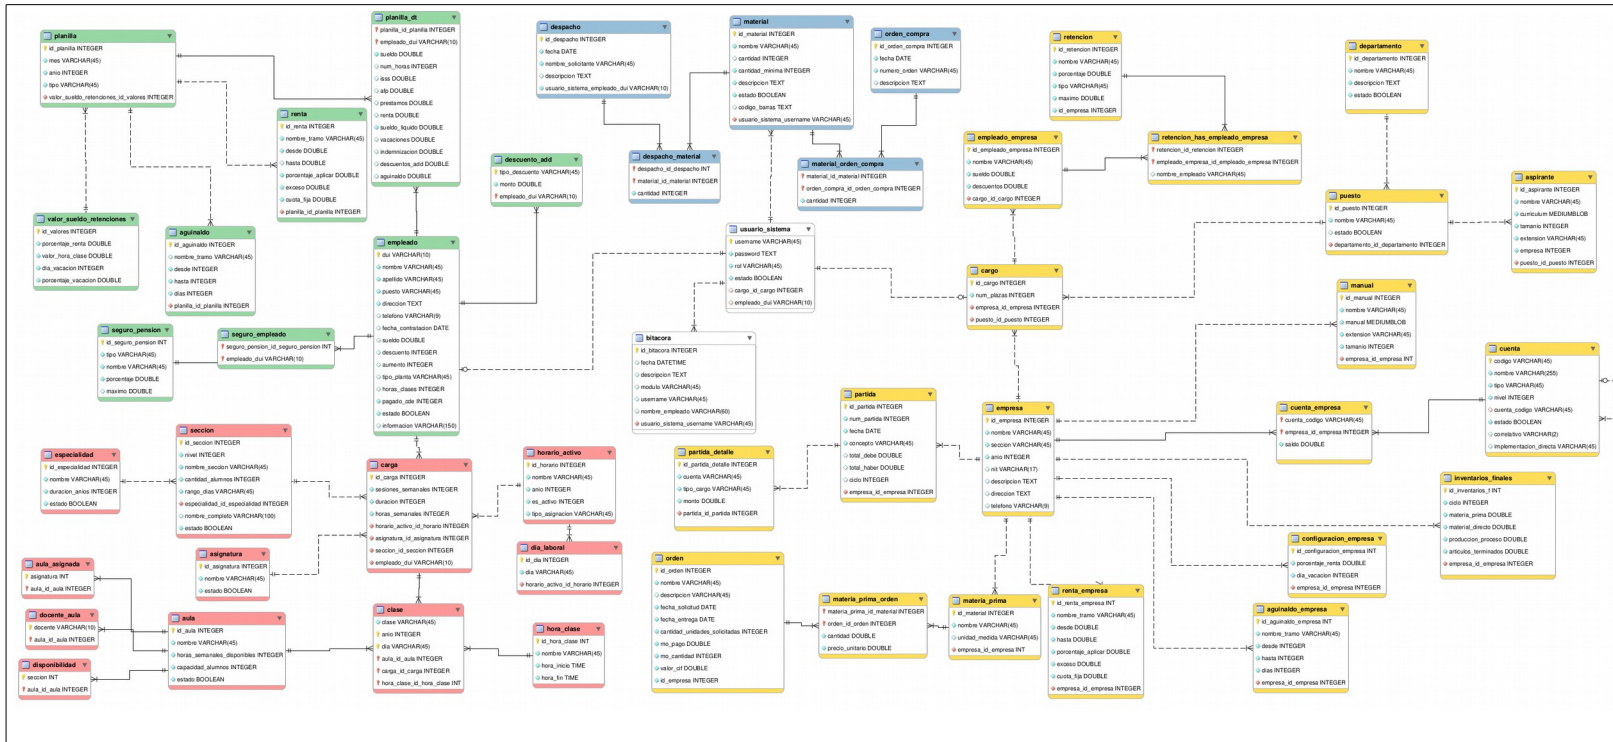 planilla
id_planilla INTEGER
mes VARCHAR(45)
anio INTEGER
tipo VARCHAR(45)
valor_sueldo_retenciones_id_valores INTEGER
planilla_dt
planilla_id_planilla INTEGER
empleado_dui VARCHAR(10)
sueldo DOUBLE
num_horas INTEGER
isss DOUBLE
afp DOUBLE
prestamos DOUBLE
renta DOUBLE
sueldo_liquido DOUBLE
vacaciones DOUBLE
indemnizacion DOUBLE
descuentos_add DOUBLE
aguinaldo DOUBLE
renta
id_renta INTEGER
nombre_tramo VARCHAR(45)
desde DOUBLE
hasta DOUBLE
porcentaje_aplicar DOUBLE
exceso DOUBLE
cuota_fija DOUBLE
planilla_id_planilla INTEGER
valor_sueldo_retenciones
id_valores INTEGER
porcentaje_renta DOUBLE
valor_hora_clase DOUBLE
dia_vacacion INTEGER
porcentaje_vacacion DOUBLE
aguinaldo
id_aguinaldo INTEGER
nombre_tramo VARCHAR(45)
desde INTEGER
hasta INTEGER
dias INTEGER
planilla_id_planilla INTEGER
descuento_add
tipo_descuento VARCHAR(45)
monto DOUBLE
empleado_dui VARCHAR(10)
empleado
dui VARCHAR(10)
nombre VARCHAR(45)
apellido VARCHAR(45)
puesto VARCHAR(45)
direccion TEXT
telefono VARCHAR(9)
fecha_contratacion DATE
sueldo DOUBLE
descuento INTEGER
aumento INTEGER
tipo_planta VARCHAR(45)
horas_clases INTEGER
pagado_cde INTEGER
estado BOOLEAN
informacion VARCHAR(150)
seguro_pension
id_seguro_pension INT
tipo VARCHAR(45)
nombre VARCHAR(45)
porcentaje DOUBLE
maximo DOUBLE
seguro_empleado
seguro_pension_id_seguro_pension INT
empleado_dui VARCHAR(10)
despacho
id_despacho INTEGER
fecha DATE
nombre_solicitante VARCHAR(45)
descripcion TEXT
usuario_sistema_empleado_dui VARCHAR(10)
material
id_material INTEGER
nombre VARCHAR(45)
cantidad INTEGER
cantidad_minima INTEGER
descripcion TEXT
estado BOOLEAN
codigo_barras TEXT
usuario_sistema_username VARCHAR(45)
orden_compra
id_orden_compra INTEGER
fecha DATE
numero_orden VARCHAR(45)
descripcion TEXT
despacho_material
despacho_id_despacho INT
material_id_material INTEGER
cantidad INTEGER
material_orden_compra
material_id_material INTEGER
orden_compra_id_orden_compra INTEGER
cantidad INTEGER
usuario_sistema
username VARCHAR(45)
password TEXT
rol VARCHAR(45)
estado BOOLEAN
cargo_id_cargo INTEGER
empleado_dui VARCHAR(10)
bitacora
id_bitacora INTEGER
fecha DATETIME
descripcion TEXT
modulo VARCHAR(45)
username VARCHAR(45)
nombre_empleado VARCHAR(60)
usuario_sistema_username VARCHAR(45)
retencion
id_retencion INTEGER
nombre VARCHAR(45)
porcentaje DOUBLE
tipo VARCHAR(45)
maximo DOUBLE
id_empresa INTEGER
departamento
id_departamento INTEGER
nombre VARCHAR(45)
descripcion TEXT
estado BOOLEAN
empleado_empresa
id_empleado_empresa INTEGER
nombre VARCHAR(45)
sueldo DOUBLE
descuentos DOUBLE
cargo_id_cargo INTEGER
retencion_has_empleado_empresa
retencion_id_retencion INTEGER
empleado_empresa_id_empleado_empresa INTEGER
nombre_empleado VARCHAR(45)
puesto
id_puesto INTEGER
nombre VARCHAR(45)
estado BOOLEAN
departamento_id_departamento INTEGER
aspirante
id_aspirante INTEGER
nombre VARCHAR(45)
curiculum MEDIUMBLOB
tamanio INTEGER
extension VARCHAR(45)
empresa INTEGER
puesto_id_puesto INTEGER
cargo
id_cargo INTEGER
num_plazas INTEGER
empresa_id_empresa INTEGER
puesto_id_puesto INTEGER
manual
id_manual INTEGER
nombre VARCHAR(45)
manual MEDIUMBLOB
extension VARCHAR(45)
tamanio INTEGER
empresa_id_empresa INT
cuenta
codigo VARCHAR(45)
nombre VARCHAR(255)
tipo VARCHAR(45)
nivel INTEGER
cuenta_codigo VARCHAR(45)
estado BOOLEAN
correlativo VARCHAR(2)
implementacion_directa VARCHAR(45)
cuenta_empresa
cuenta_codigo VARCHAR(45)
empresa_id_empresa INTEGER
saldo DOUBLE
empresa
id_empresa INTEGER
nombre VARCHAR(45)
seccion VARCHAR(45)
anio INTEGER
nit VARCHAR(17)
descripcion TEXT
direccion TEXT
telefono VARCHAR(9)
partida
id_partida INTEGER
num_partida INTEGER
fecha DATE
concepto VARCHAR(45)
total_debe DOUBLE
total_haber DOUBLE
ciclo INTEGER
empresa_id_empresa INTEGER
partida_detalle
id_partida_detalle INTEGER
cuenta VARCHAR(45)
tipo_cargo VARCHAR(45)
monto DOUBLE
partida_id_partida INTEGER
inventarios_finales
id_inventarios_f INT
ciclo INTEGER
materia_prima DOUBLE
material_directo DOUBLE
produccion_proceso DOUBLE
articulos_terminados DOUBLE
empresa_id_empresa INTEGER
configuracion_empresa
id_configuracion_empresa INT
porcentaje_renta DOUBLE
dia_vacacion INTEGER
empresa_id_empresa INTEGER
aguinaldo_empresa
id_aguinaldo_empresa INT
nombre_tramo VARCHAR(45)
desde INTEGER
hasta INTEGER
dias INTEGER
empresa_id_empresa INTEGER
renta_empresa
id_renta_empresa INT
nombre_tramo VARCHAR(45)
desde DOUBLE
hasta DOUBLE
porcentaje_aplicar DOUBLE
exceso DOUBLE
cuota_fija DOUBLE
empresa_id_empresa INTEGER
materia_prima
id_material INTEGER
nombre VARCHAR(45)
unidad_medida VARCHAR(45)
empresa_id_empresa INT
materia_prima_orden
materia_prima_id_material INTEGER
orden_id_orden INTEGER
cantidad DOUBLE
precio_unitario DOUBLE
orden
id_orden INTEGER
nombre VARCHAR(45)
descripcion VARCHAR(45)
fecha_solicitud DATE
fecha_entrega DATE
cantidad_unidades_solicitadas INTEGER
mo_pago DOUBLE
mo_cantidad INTEGER
valor_cif DOUBLE
id_empresa INTEGER
especialidad
id_especialidad INTEGER
nombre VARCHAR(45)
duracion_anios INTEGER
estado BOOLEAN
seccion
id_seccion INTEGER
nivel INTEGER
nombre_seccion VARCHAR(45)
cantidad_alumnos INTEGER
rango_dias VARCHAR(45)
especialidad_id_especialidad INTEGER
nombre_completo VARCHAR(100)
estado BOOLEAN
carga
id_carga INTEGER
sesiones_semanales INTEGER
duracion INTEGER
horas_semanales INTEGER
horario_activo_id_horario INTEGER
asignatura_id_asignatura INTEGER
seccion_id_seccion INTEGER
empleado_dui VARCHAR(10)
horario_activo
id_horario INTEGER
nombre VARCHAR(45)
anio INTEGER
es_activo INTEGER
tipo_asignacion VARCHAR(45)
dia_laboral
id_dia INTEGER
dia VARCHAR(45)
horario_activo_id_horario INTEGER
asignatura
id_asignatura INTEGER
nombre VARCHAR(45)
estado BOOLEAN
aula_asignada
asignatura INT
aula_id_aula INTEGER
docente_aula
docente VARCHAR(10)
aula_id_aula INTEGER
disponibilidad
seccion INT
aula_id_aula INTEGER
aula
id_aula INTEGER
nombre VARCHAR(45)
horas_semanales_disponibles INTEGER
capacidad_alumnos INTEGER
estado BOOLEAN
clase
clase VARCHAR(45)
anio INTEGER
dia VARCHAR(45)
aula_id_aula INTEGER
carga_id_carga INTEGER
hora_clase_id_hora_clase INT
hora_clase
id_hora_clase INT
nombre VARCHAR(45)
hora_inicio TIME
hora_fin TIME